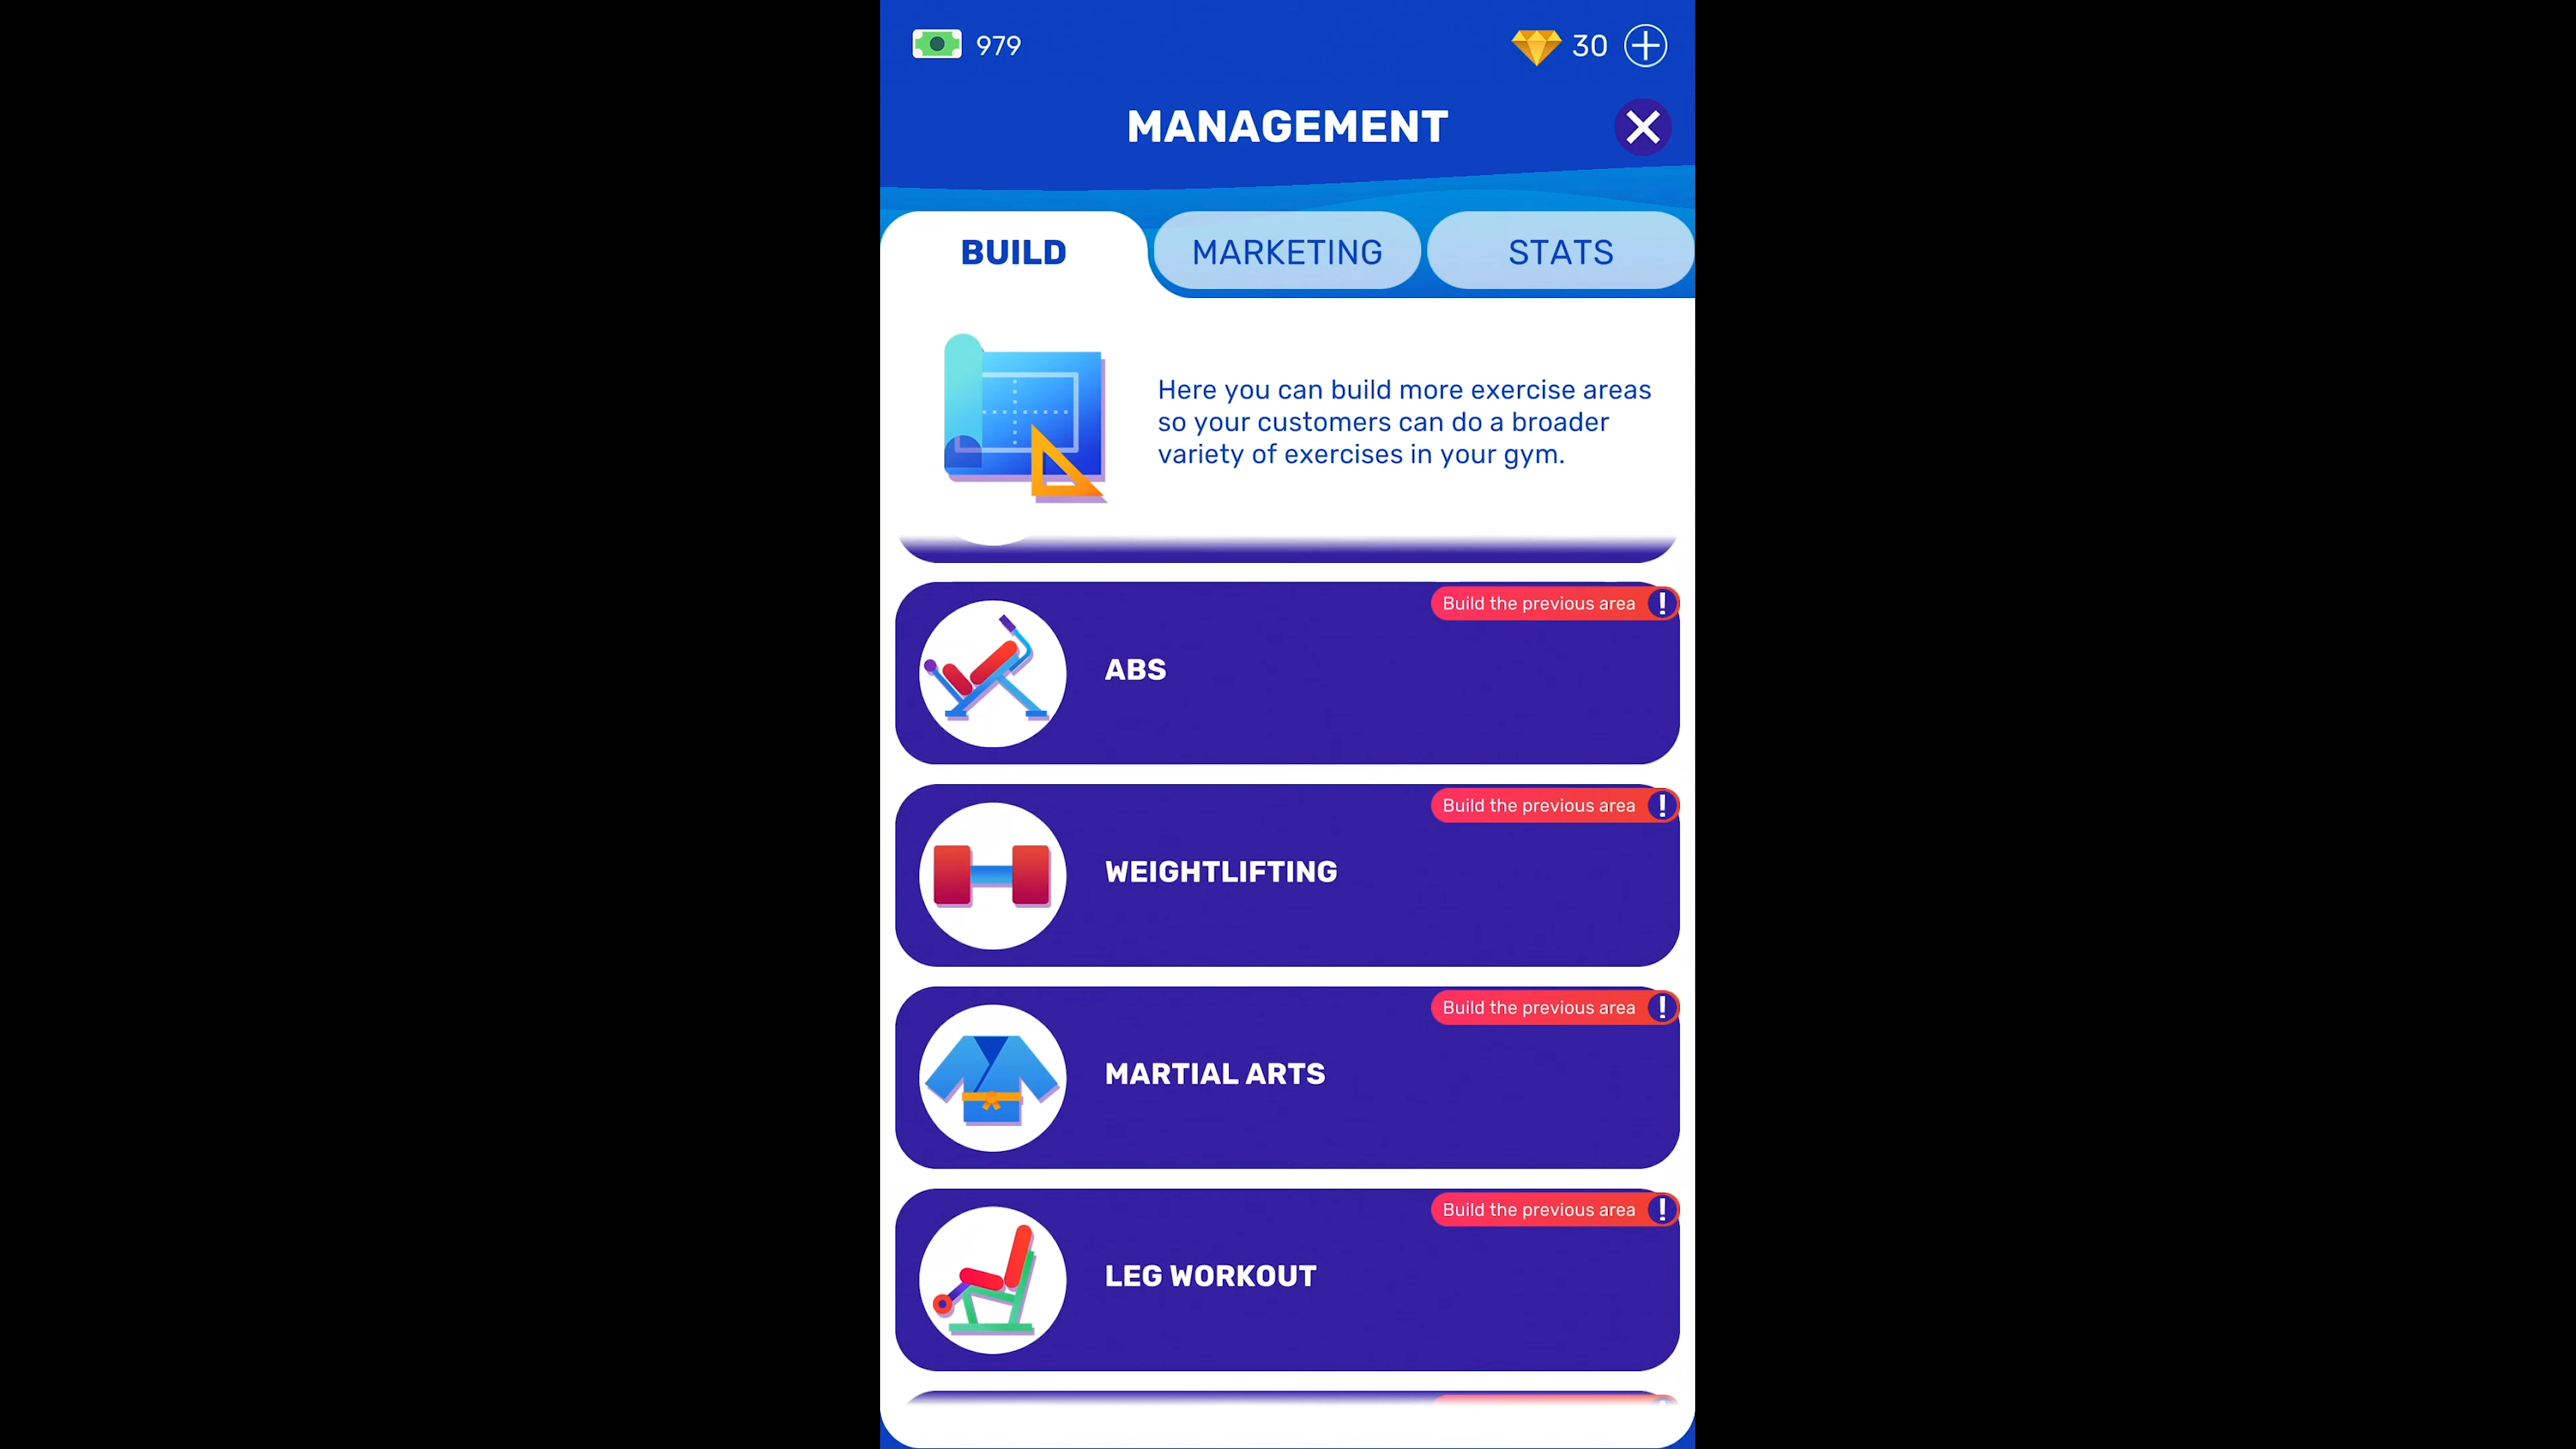 979
30
MANAGEMENT
BUILD
MARKETING
STATS
Here you can build more exercise areas
so your customers can do a broader
variety of exercises in your gym.
Build the previous area !
ABS
Build the previous area !
WEIGHTLIFTING
Build the previous area !
MARTIAL ARTS
Build the previous area !
LEG WORKOUT